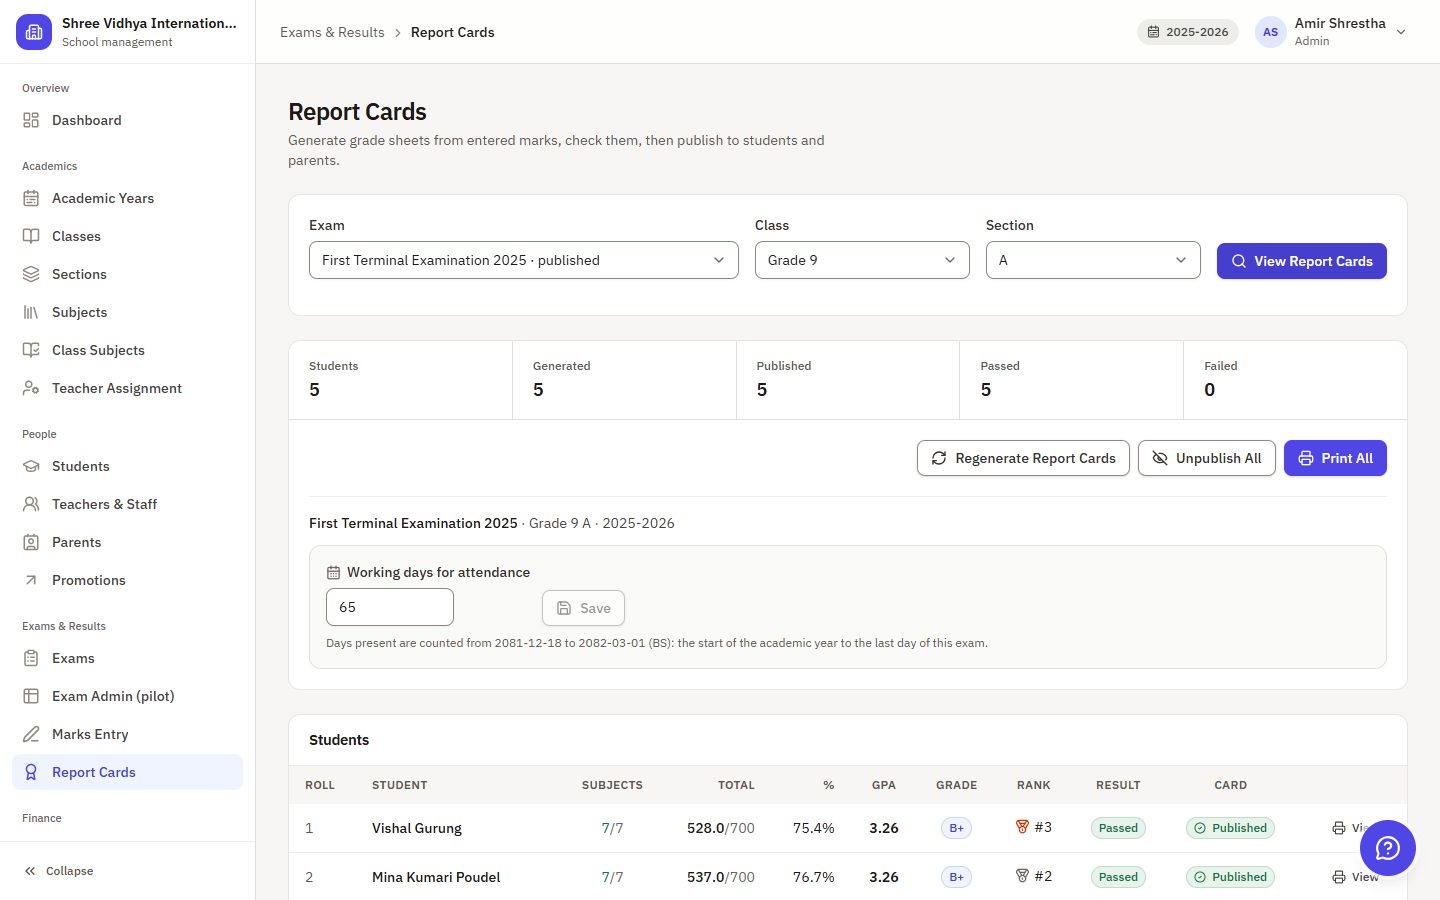 Shree Vidhya Internation...
School management
Overview
Dashboard
Academics
Academic Years
Classes
Sections
Subjects
Class Subjects
Teacher Assignment
People
Students
Teachers & Staff
Parents
Promotions
Exams & Results
Exams
Exam Admin (pilot)
Marks Entry
Report Cards
Finance
Collapse
Exams & Results > Report Cards
2025-2026
AS
Amir Shrestha
Admin
Report Cards
Generate grade sheets from entered marks, check them, then publish to students and
parents.
Exam Class Section
First Terminal Examination 2025 · published Grade 9 A View Report Cards
Students Generated Published Passed Failed
5 5 5 5 0
Regenerate Report Cards Unpublish All Print All
First Terminal Examination 2025 · Grade 9 A · 2025-2026
Working days for attendance
65 Save
Days present are counted from 2081-12-18 to 2082-03-01 (BS): the start of the academic year to the last day of this exam.
Students
ROLL STUDENT SUBJECTS TOTAL % GPA GRADE RANK RESULT CARD
1 Vishal Gurung 7/7 528.0/700 75.4% 3.26 B+ #3 Passed Published
2 Mina Kumari Poudel 7/7 537.0/700 76.7% 3.26 B+ #2 Passed Published View